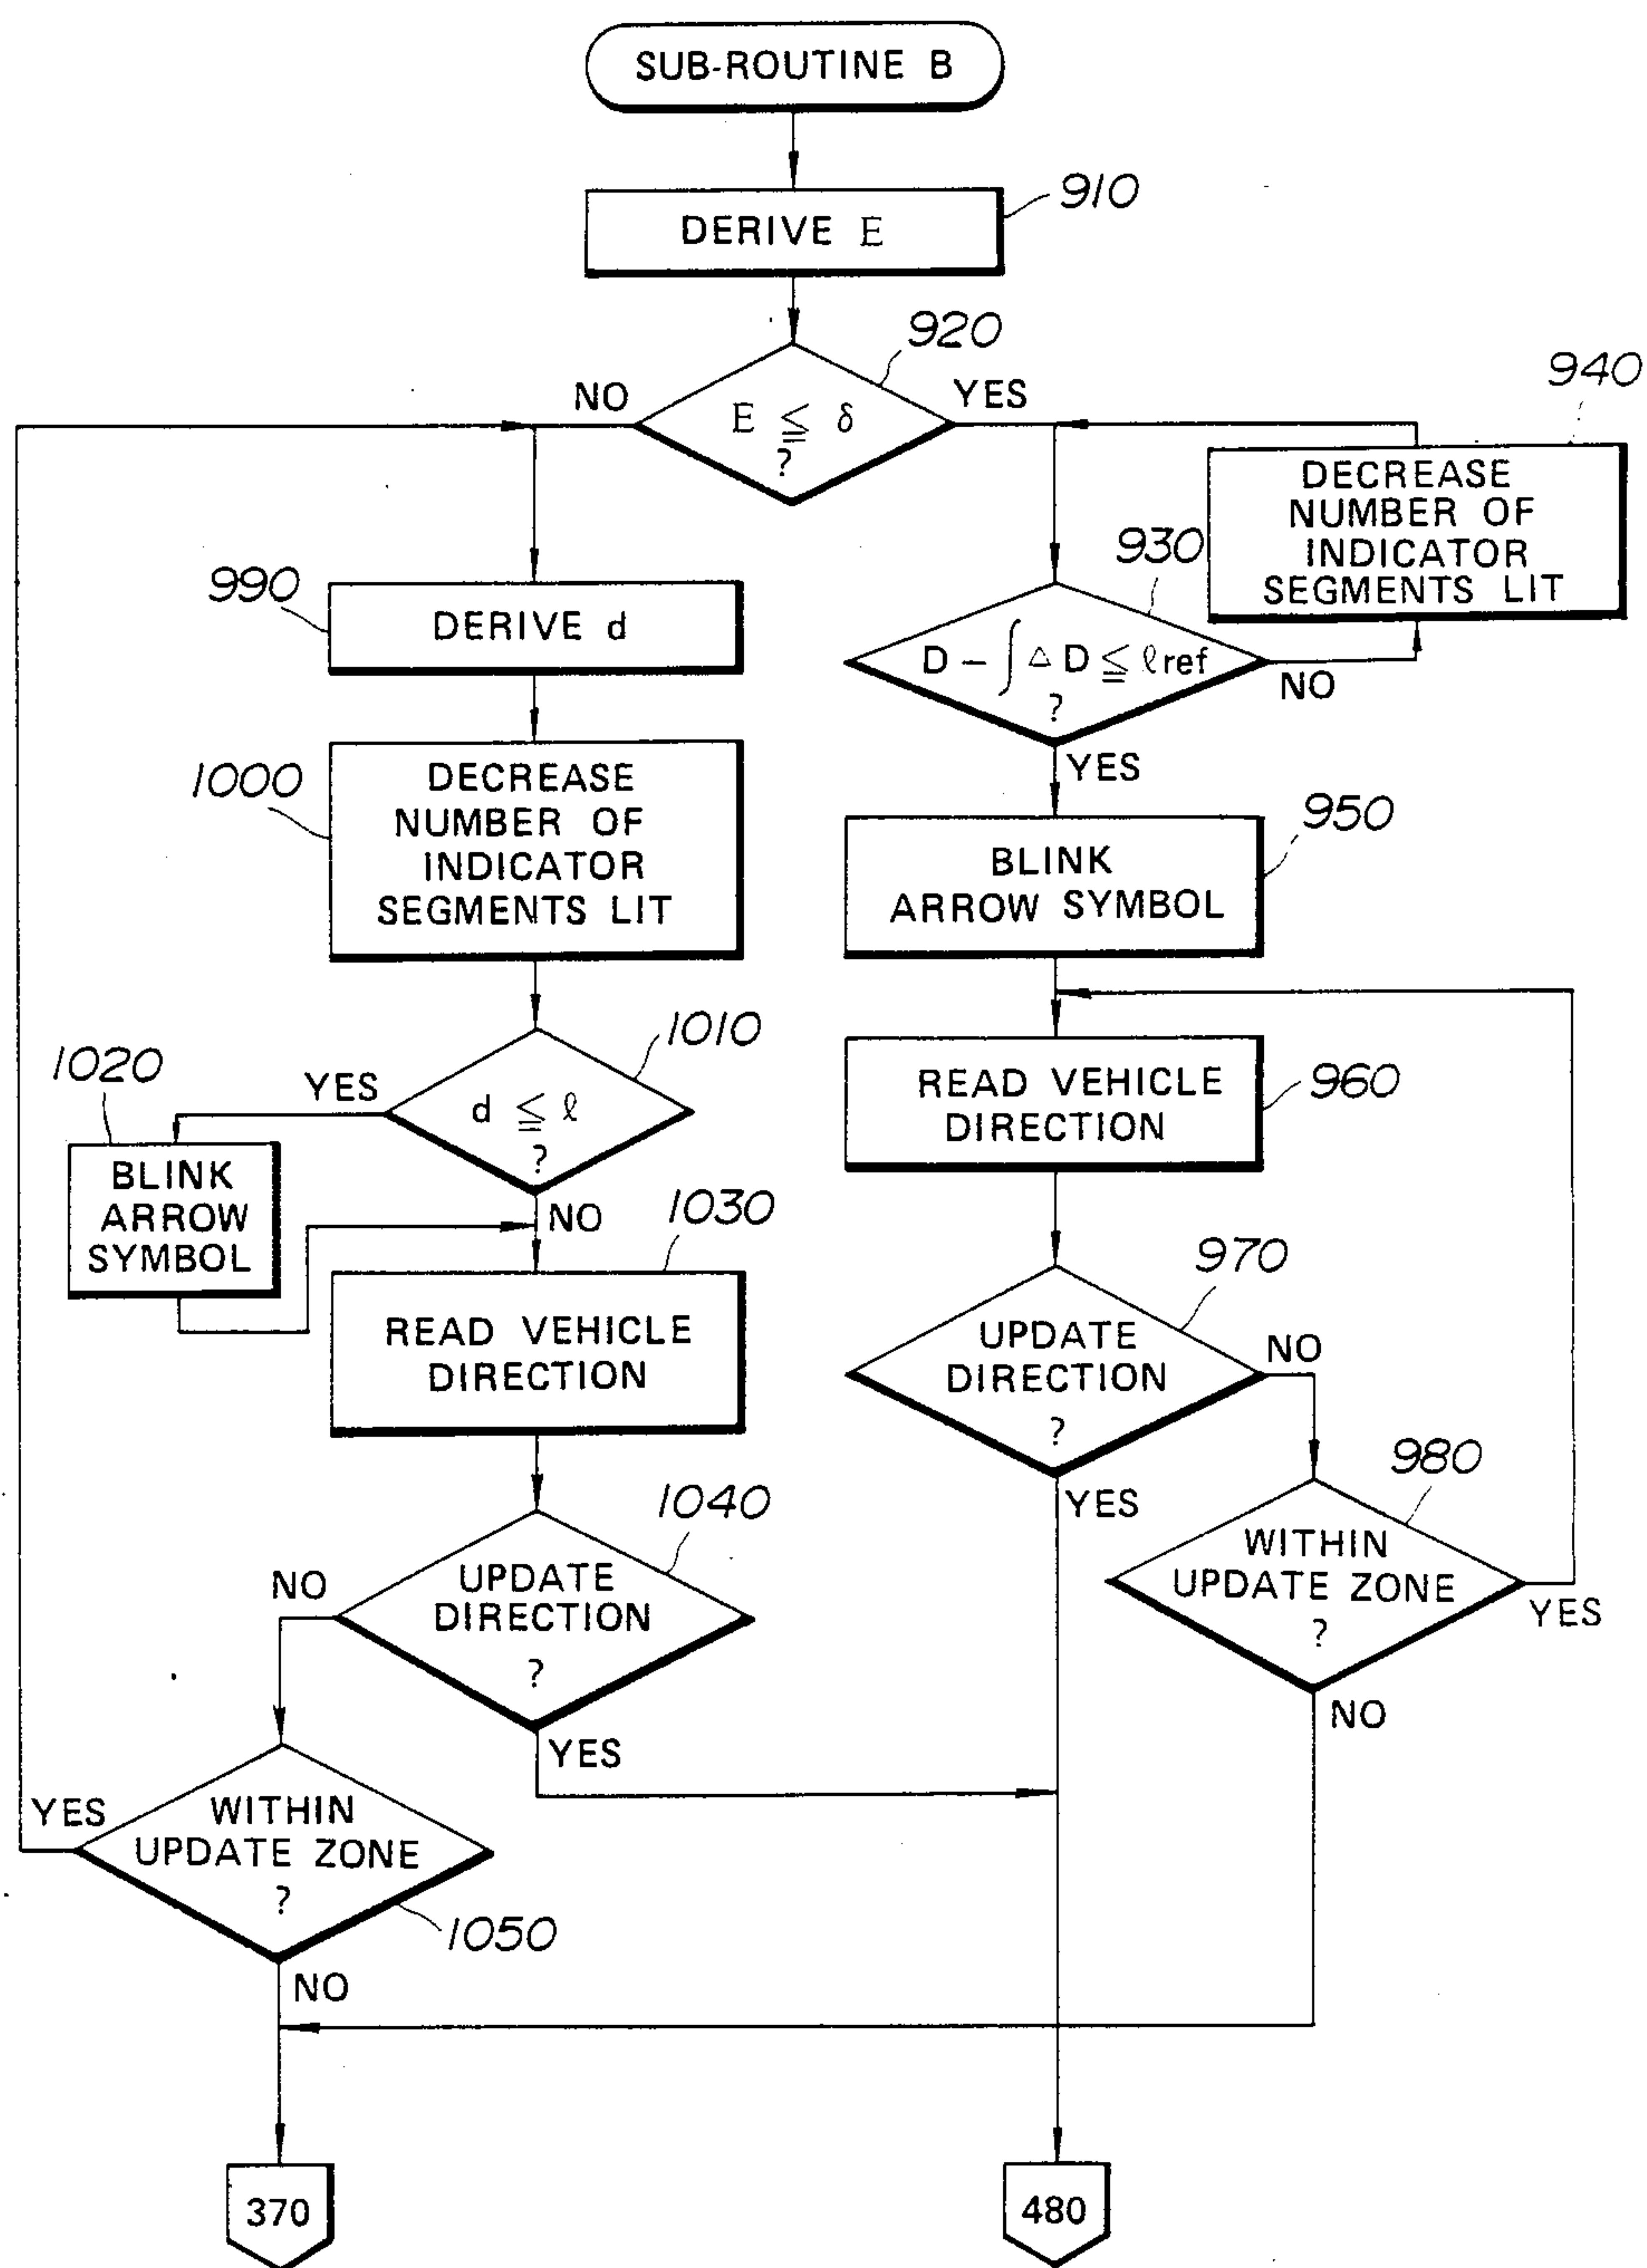 SUB-ROUTINE B
910
DERIVE E
920
NO
E ≦ δ
?
YES
940
DECREASE
NUMBER OF
INDICATOR
SEGMENTS LIT
930
D − ∫ △ D ≦ ℓref
?
NO
YES
990
DERIVE d
1000
DECREASE
NUMBER OF
INDICATOR
SEGMENTS LIT
950
BLINK
ARROW SYMBOL
1010
YES
d ≦ ℓ
?
NO
1020
BLINK
ARROW
SYMBOL
960
READ VEHICLE
DIRECTION
1030
READ VEHICLE
DIRECTION
970
UPDATE
DIRECTION
?
NO
YES
980
WITHIN
UPDATE ZONE
?
YES
NO
1040
NO
UPDATE
DIRECTION
?
YES
YES
WITHIN
UPDATE ZONE
?
1050
NO
370
480